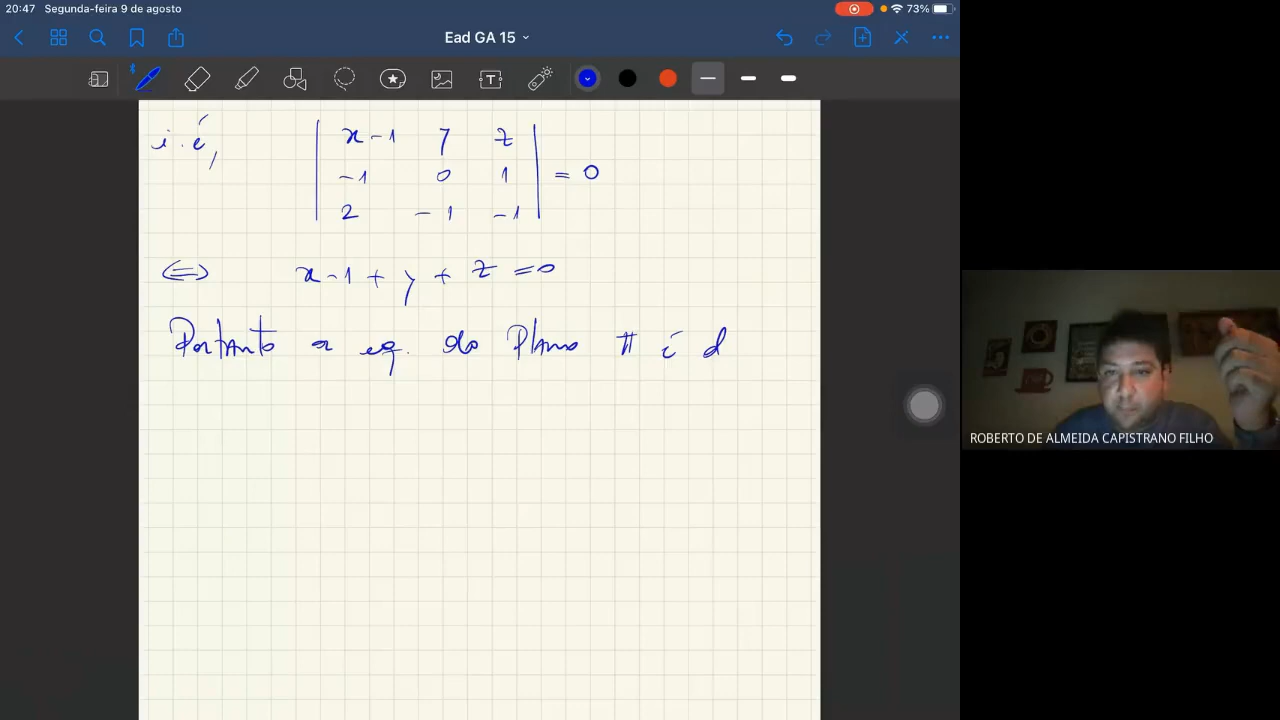 20:47 Segunda-feira 9 de agosto
73%
Ead GA 15
i.é,
x-1 y z
-1 0 1 = 0
2 -1 -1
⇔ x-1 + y + z = 0
Portanto a eq. do Plano π é d
ROBERTO DE ALMEIDA CAPISTRANO FILHO